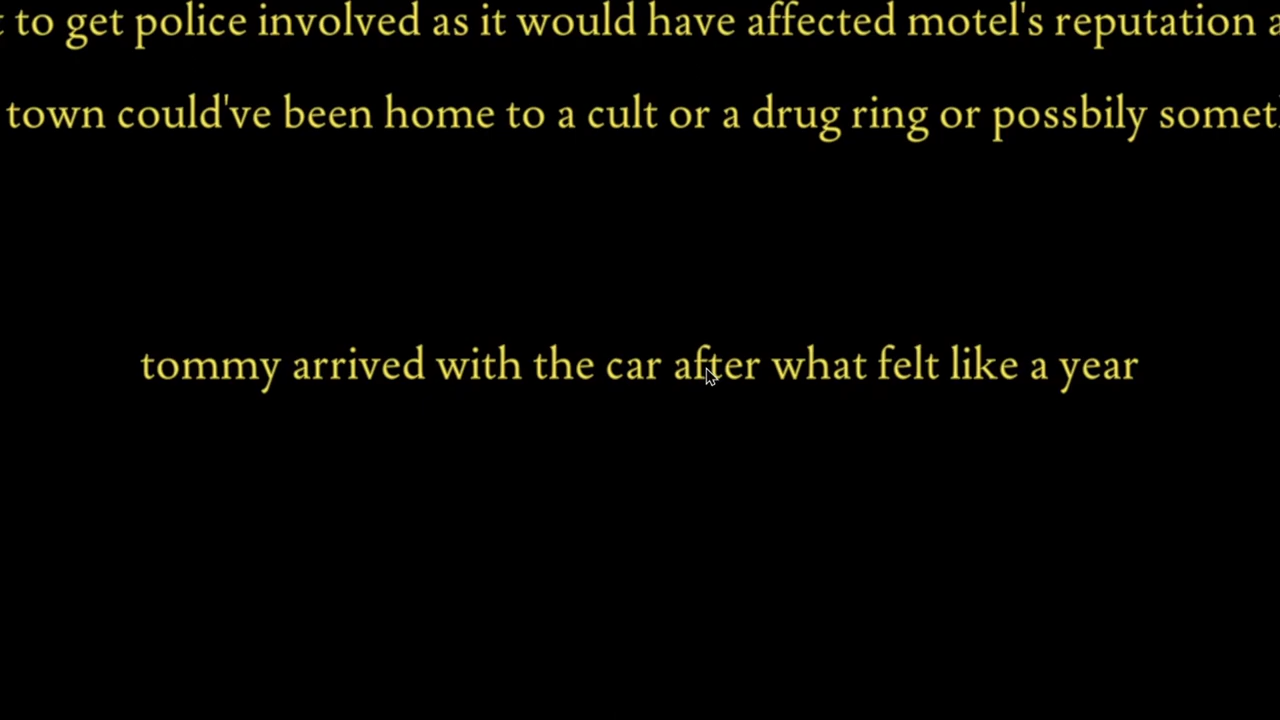 to get police involved as it would have affected motel's reputation
town could've been home to a cult or a drug ring or possbily
tommy arrived with the car after what felt like a year